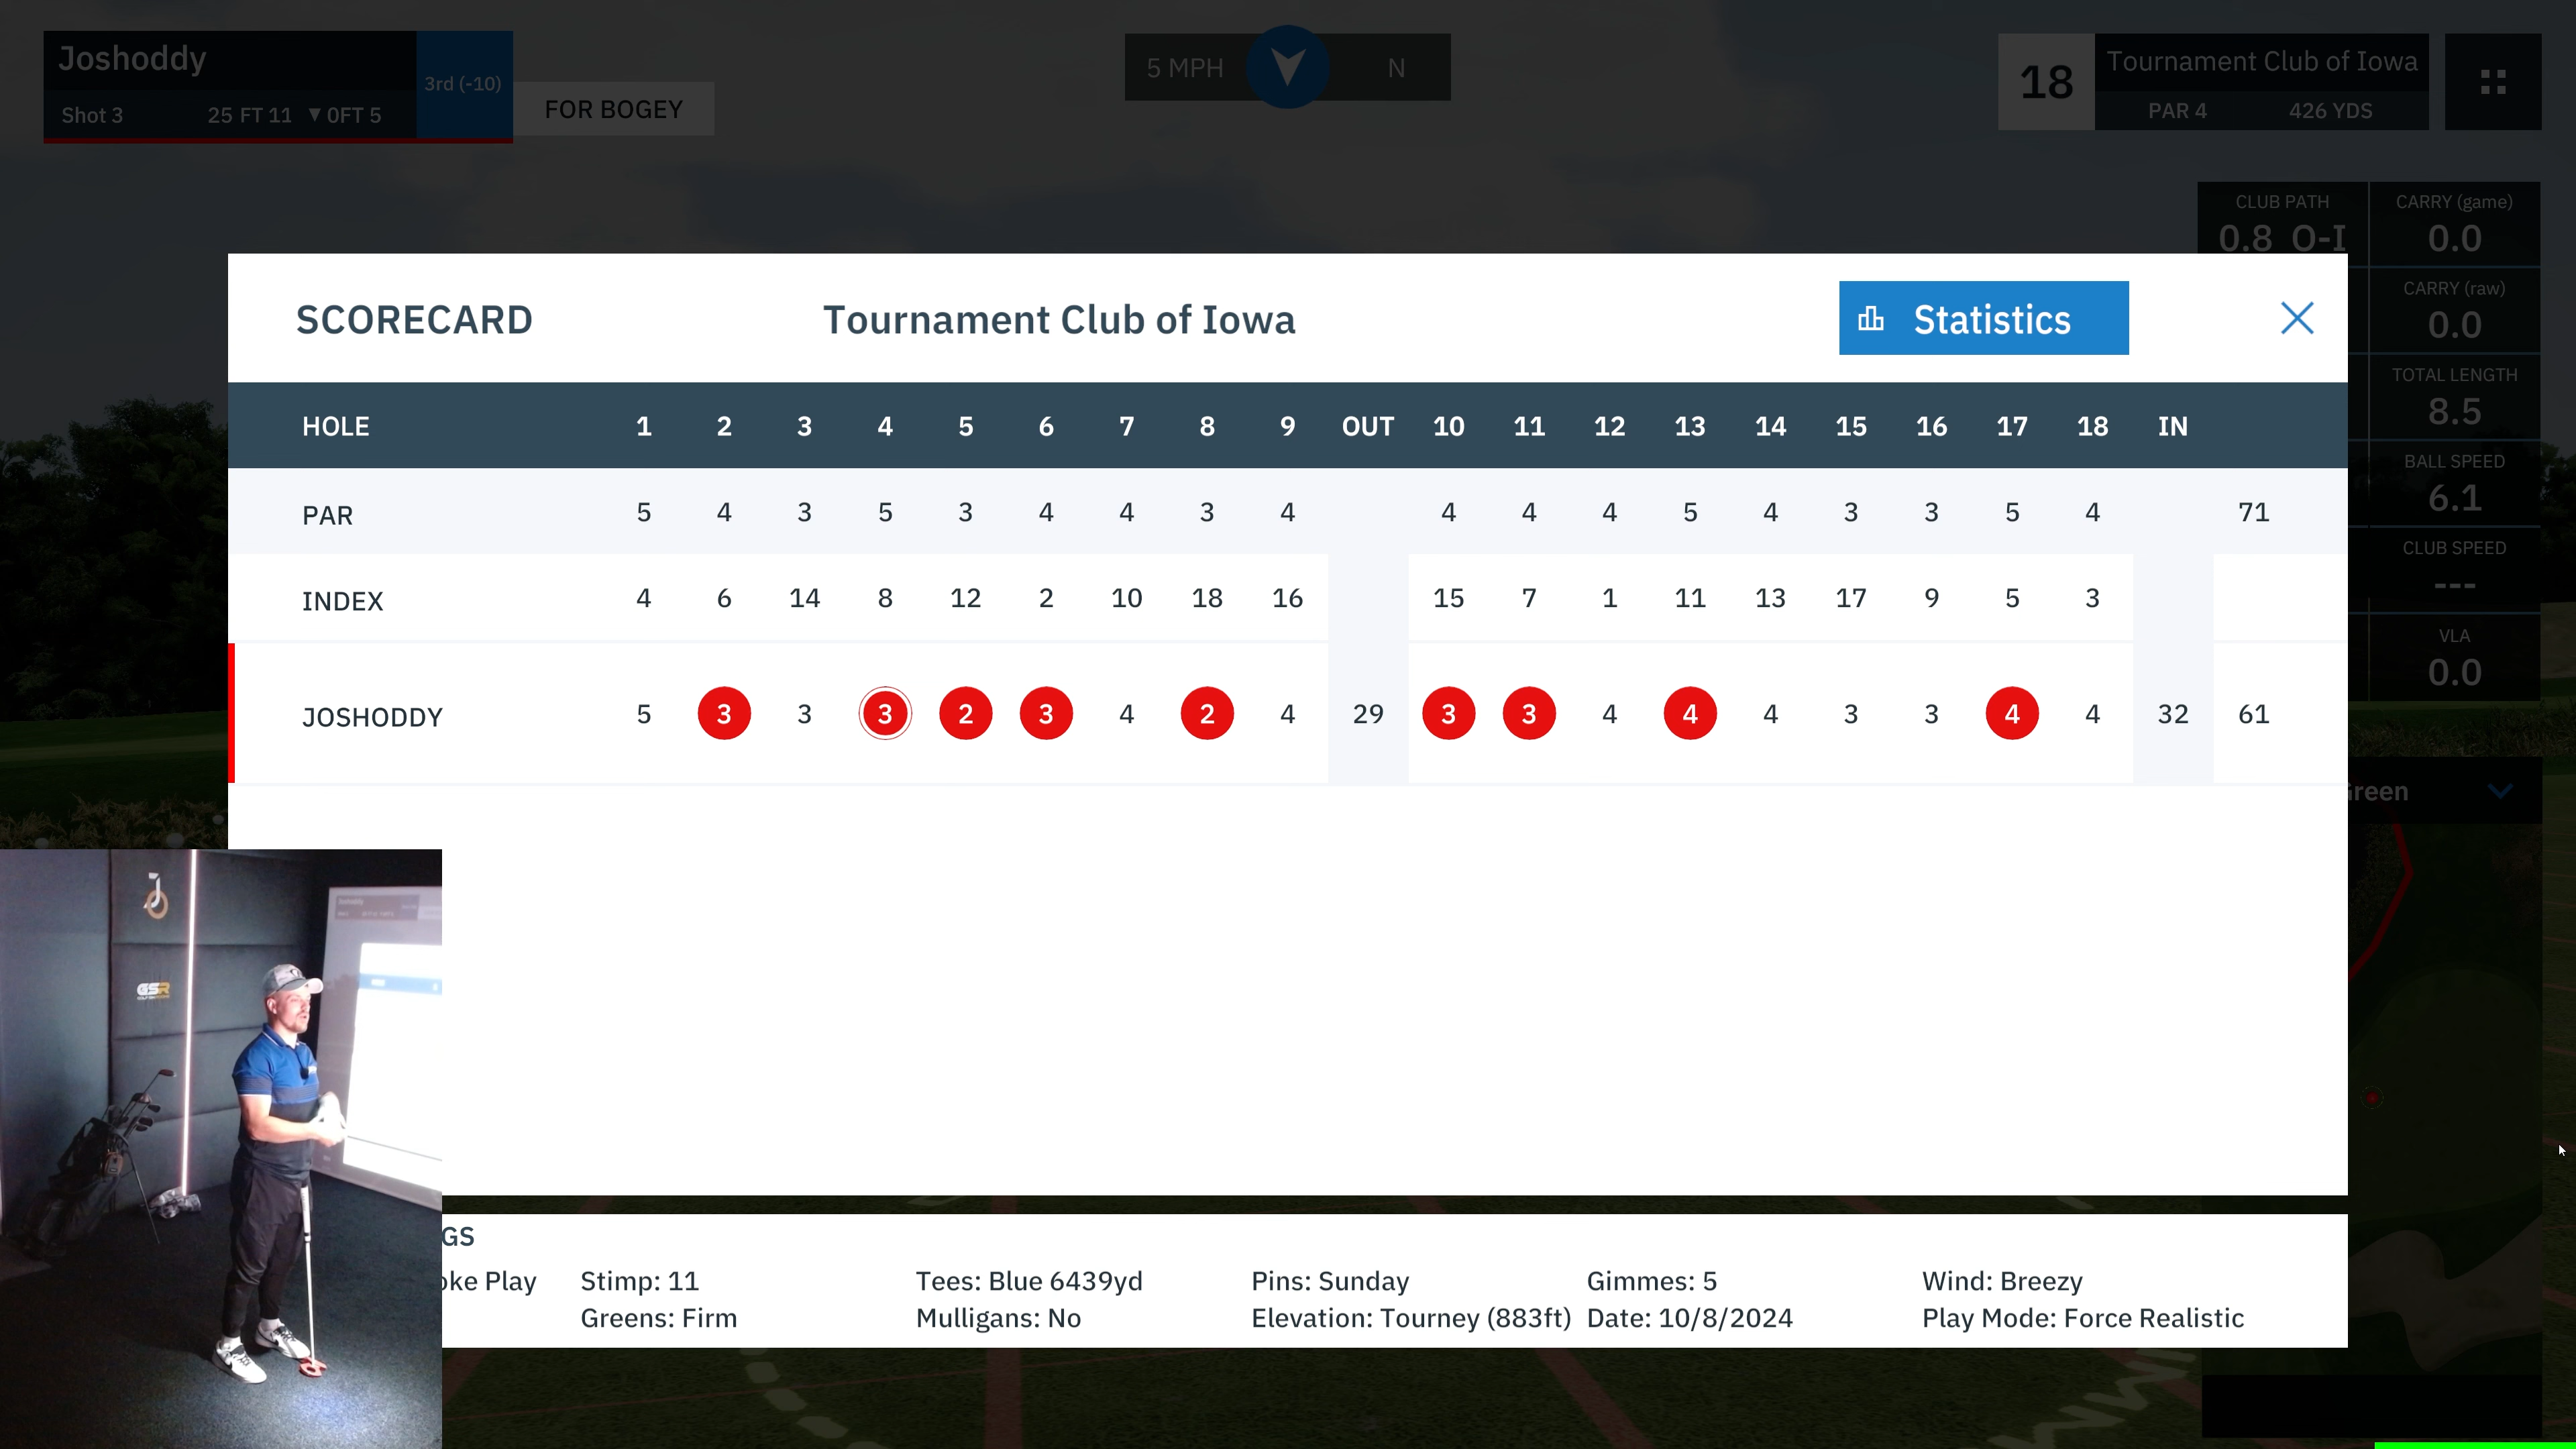 Joshoddy
3rd (-10)
Shot 3 25 FT 11 ▼0FT 5
FOR BOGEY
5 MPH N
18 Tournament Club of Iowa
PAR 4 426 YDS
CLUB PATH CARRY (game)
0.8 O-I 0.0
CARRY (raw)
0.0
TOTAL LENGTH
8.5
BALL SPEED
6.1
CLUB SPEED
---
VLA
0.0
SCORECARD Tournament Club of Iowa Statistics
HOLE 1 2 3 4 5 6 7 8 9 OUT 10 11 12 13 14 15 16 17 18 IN
PAR 5 4 3 5 3 4 4 3 4 4 4 4 5 4 3 3 5 4 71
INDEX 4 6 14 8 12 2 10 18 16 15 7 1 11 13 17 9 5 3
JOSHODDY 5 3 3 3 2 3 4 2 4 29 3 3 4 4 4 3 3 4 4 32 61
reen
GSR
GS
oke Play Stimp: 11 Tees: Blue 6439yd Pins: Sunday Gimmes: 5 Wind: Breezy
Greens: Firm Mulligans: No Elevation: Tourney (883ft) Date: 10/8/2024 Play Mode: Force Realistic